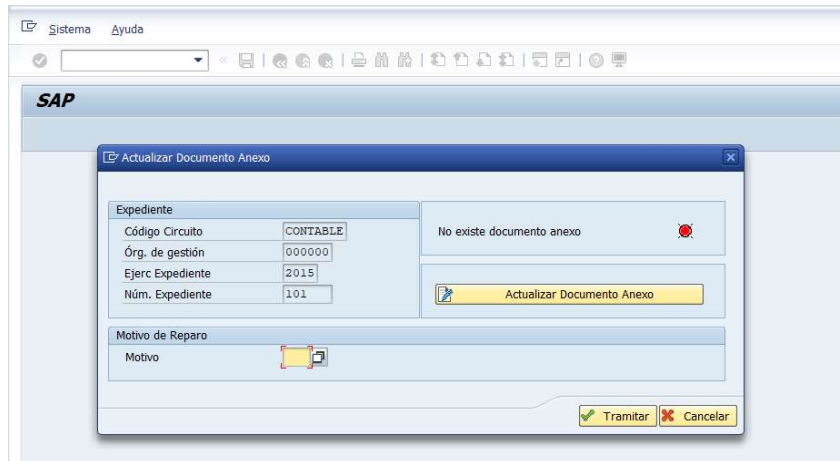 Sistema Ayuda
SAP
Actualizar Documento Anexo
Expediente
Código Circuito CONTABLE
Órg. de gestión 000000
Ejerc Expediente 2015
Núm. Expediente 101
No existe documento anexo
Actualizar Documento Anexo
Motivo de Reparo
Motivo
Tramitar Cancelar